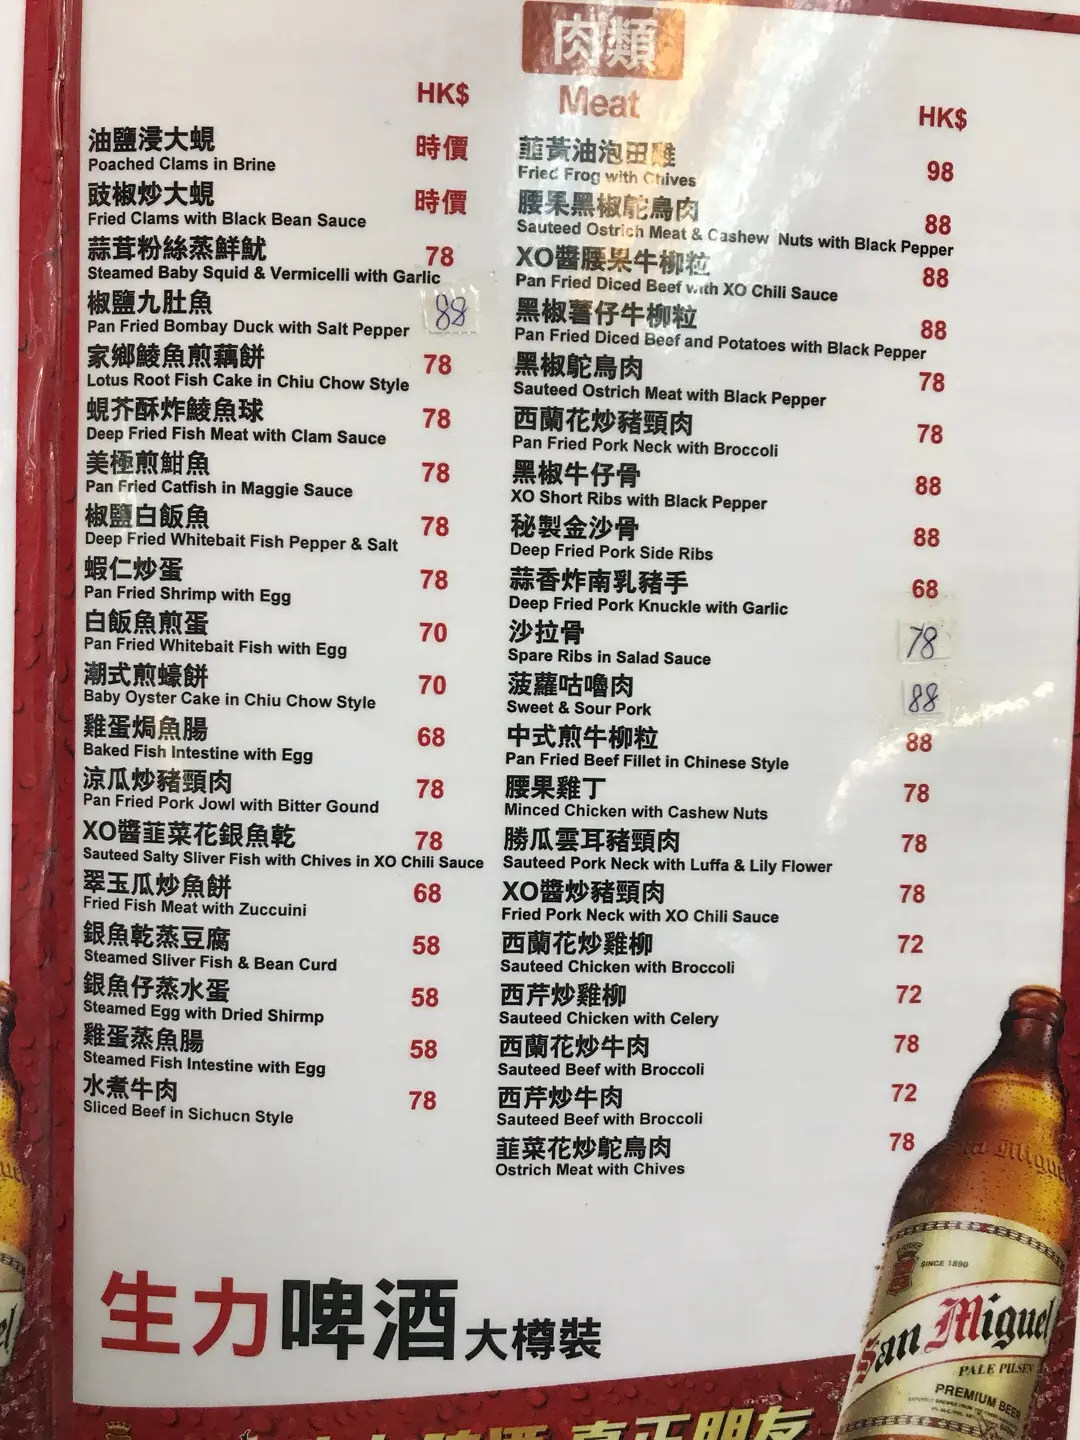 HK$
油鹽浸大蜆
Poached Clams in Brine
時價
豉椒炒大蜆
Fried Clams with Black Bean Sauce
時價
蒜茸粉絲蒸鮮魷
Steamed Baby Squid & Vermicelli with Garlic
78
椒鹽九肚魚
Pan Fried Bombay Duck with Salt Pepper
88
家鄉鯪魚煎藕餅
Lotus Root Fish Cake in Chiu Chow Style
78
蜆芥酥炸鯪魚球
Deep Fried Fish Meat with Clam Sauce
78
美極煎魽魚
Pan Fried Catfish in Maggie Sauce
78
椒鹽白飯魚
Deep Fried Whitebait Fish Pepper & Salt
78
蝦仁炒蛋
Pan Fried Shrimp with Egg
78
白飯魚煎蛋
Pan Fried Whitebait Fish with Egg
70
潮式煎蠔餅
Baby Oyster Cake in Chiu Chow Style
70
雞蛋焗魚腸
Baked Fish Intestine with Egg
68
涼瓜炒豬頸肉
Pan Fried Pork Jowl with Bitter Gound
78
XO醬韮菜花銀魚乾
Sauteed Salty Sliver Fish with Chives in XO Chili Sauce
78
翠玉瓜炒魚餅
Fried Fish Meat with Zuccuini
68
銀魚乾蒸豆腐
Steamed Sliver Fish & Bean Curd
58
銀魚仔蒸水蛋
Steamed Egg with Dried Shirmp
58
雞蛋蒸魚腸
Steamed Fish Intestine with Egg
58
水煮牛肉
Sliced Beef in Sichucn Style
78
肉類
Meat
HK$
韮黃油泡田雞
Fried Frog with Chives
98
腰果黑椒鴕鳥肉
Sauteed Ostrich Meat & Cashew Nuts with Black Pepper
88
XO醬腰果牛柳粒
Pan Fried Diced Beef with XO Chili Sauce
88
黑椒薯仔牛柳粒
Pan Fried Diced Beef and Potatoes with Black Pepper
88
黑椒鴕鳥肉
Sauteed Ostrich Meat with Black Pepper
78
西蘭花炒豬頸肉
Pan Fried Pork Neck with Broccoli
78
黑椒牛仔骨
XO Short Ribs with Black Pepper
88
秘製金沙骨
Deep Fried Pork Side Ribs
88
蒜香炸南乳豬手
Deep Fried Pork Knuckle with Garlic
68
沙拉骨
Spare Ribs in Salad Sauce
78
菠蘿咕嚕肉
Sweet & Sour Pork
88
中式煎牛柳粒
Pan Fried Beef Fillet in Chinese Style
88
腰果雞丁
Minced Chicken with Cashew Nuts
78
勝瓜雲耳豬頸肉
Sauteed Pork Neck with Luffa & Lily Flower
78
XO醬炒豬頸肉
Fried Pork Neck with XO Chili Sauce
78
西蘭花炒雞柳
Sauteed Chicken with Broccoli
72
西芹炒雞柳
Sauteed Chicken with Celery
72
西蘭花炒牛肉
Sauteed Beef with Broccoli
78
西芹炒牛肉
Sauteed Beef with Broccoli
72
韮菜花炒鴕鳥肉
Ostrich Meat with Chives
78
生力啤酒大樽裝
San Miguel
SINCE 1890
San Miguel
PALE PILSEN
PREMIUM BEER
真正朋友